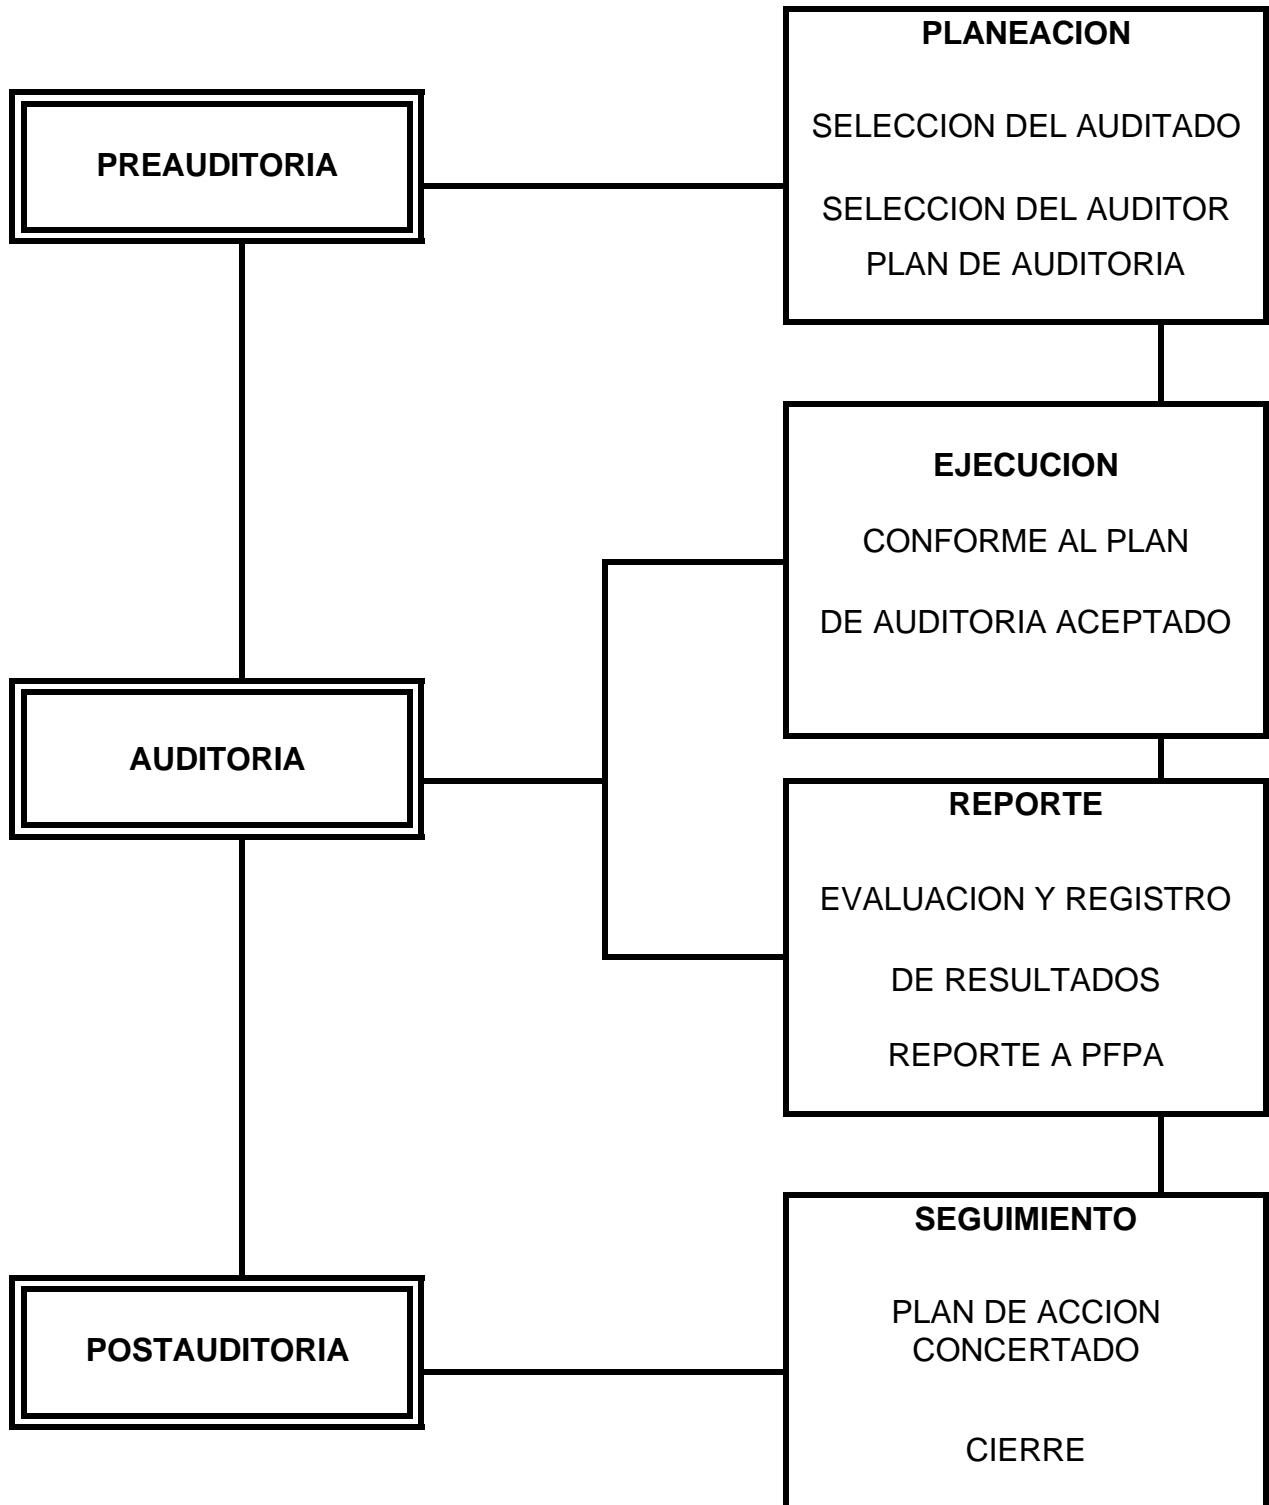 PLANEACION
SELECCION DEL AUDITADO
SELECCION DEL AUDITOR
PLAN DE AUDITORIA
PREAUDITORIA
EJECUCION
CONFORME AL PLAN
DE AUDITORIA ACEPTADO
AUDITORIA
REPORTE
EVALUACION Y REGISTRO
DE RESULTADOS
REPORTE A PFPA
SEGUIMIENTO
PLAN DE ACCION
CONCERTADO
CIERRE
POSTAUDITORIA